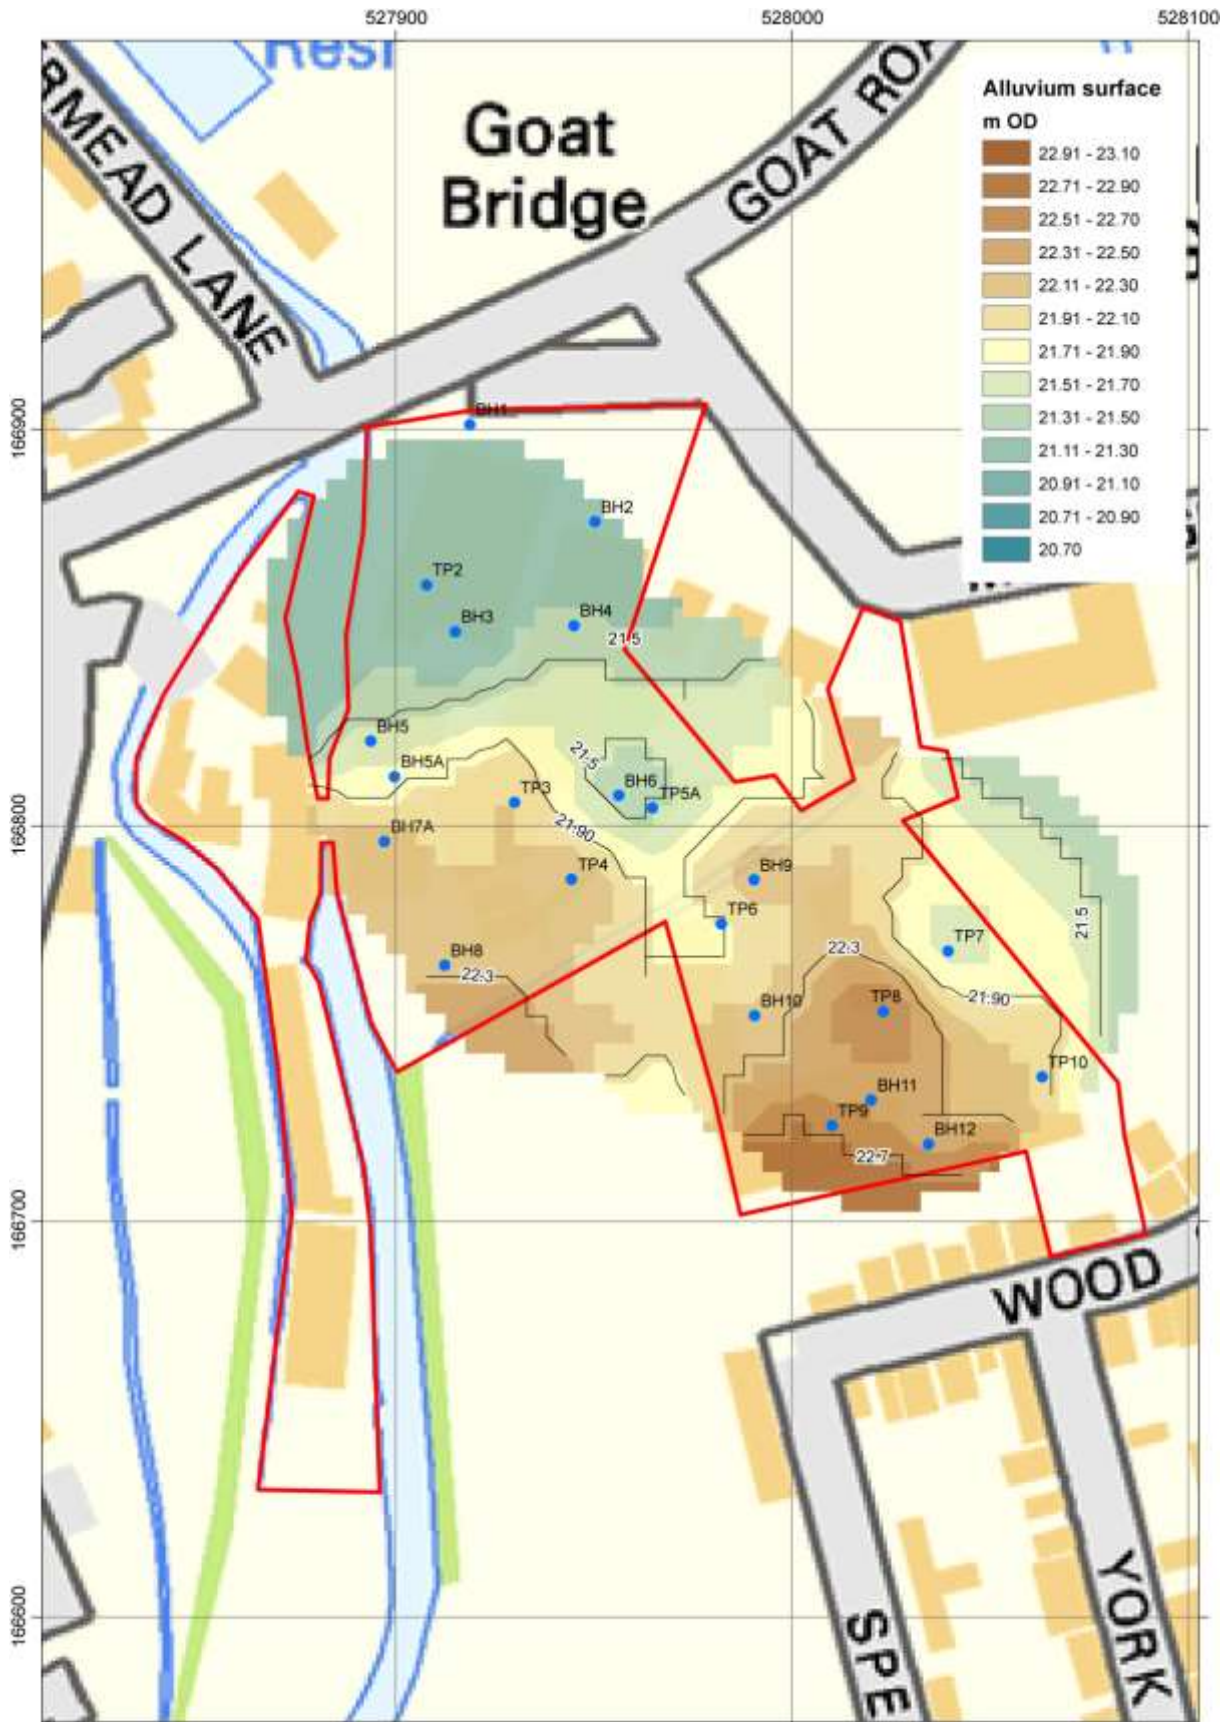 527900
528000
528100
Resr
Goat
Bridge
GOAT ROA
RMEAD LANE
Alluvium surface
m OD
22.91 - 23.10
22.71 - 22.90
22.51 - 22.70
22.31 - 22.50
22.11 - 22.30
21.91 - 22.10
21.71 - 21.90
21.51 - 21.70
21.31 - 21.50
21.11 - 21.30
20.91 - 21.10
20.71 - 20.90
20.70
166900
BH1
BH2
TP2
BH3
BH4
21.5
BH5
BH5A
21.5
BH6
TP5A
TP3
21.90
166800
BH7A
TP4
BH9
TP6
21.5
TP7
BH8
22.3
22.3
BH10
TP8
21.90
TP10
BH11
TP9
BH12
22.7
166700
WOOD
166600
SPE
YORK